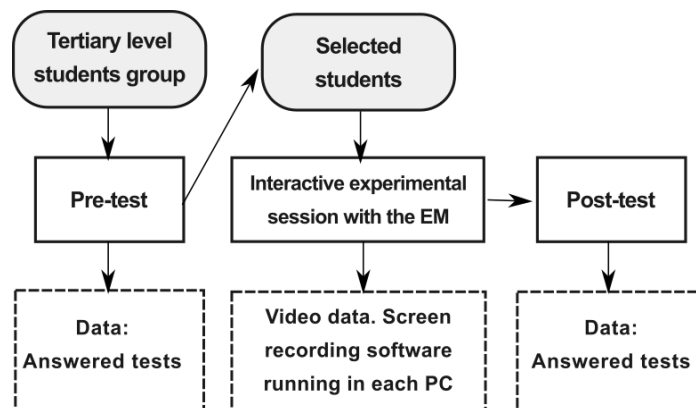 Tertiary level
students group
Selected
students
Pre-test
Interactive experimental
session with the EM
Post-test
Data:
Answered tests
Video data. Screen
recording software
running in each PC
Data:
Answered tests